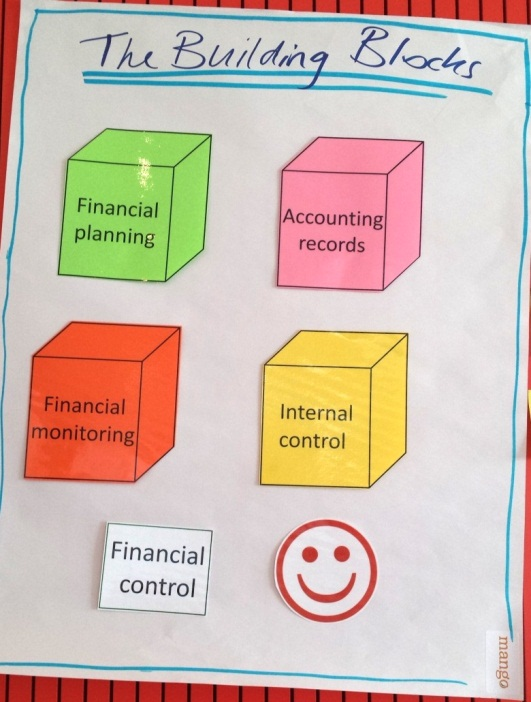 The Building Blocks
Financial
planning
Accounting
records
Financial
monitoring
Internal
control
Financial
control
mango